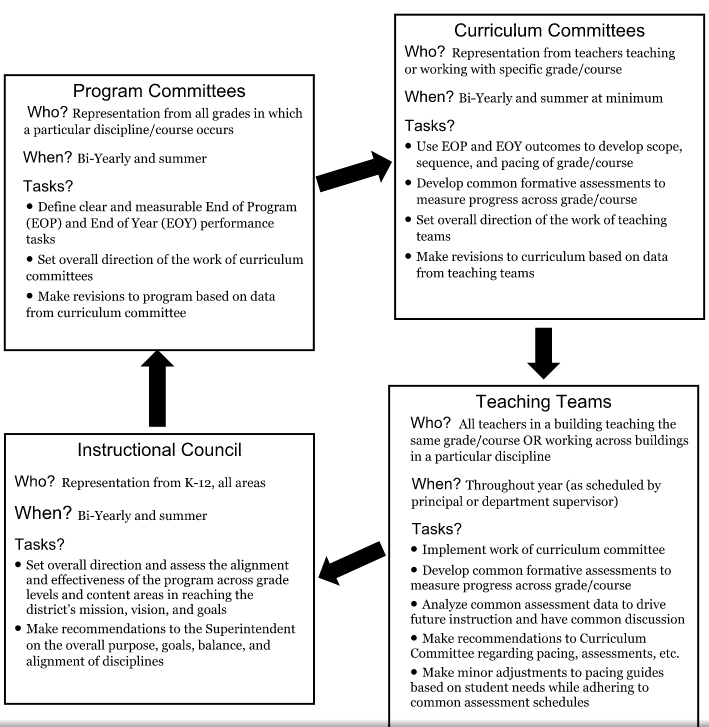 Program Committees
Who? Representation from all grades in which
a particular discipline/course occurs
When? Bi-Yearly and summer
Tasks?
• Define clear and measurable End of Program
(EOP) and End of Year (EOY) performance
tasks
• Set overall direction of the work of curriculum
committees
• Make revisions to program based on data
from curriculum committee
Curriculum Committees
Who? Representation from teachers teaching
or working with specific grade/course
When? Bi-Yearly and summer at minimum
Tasks?
• Use EOP and EOY outcomes to develop scope,
sequence, and pacing of grade/course
• Develop common formative assessments to
measure progress across grade/course
• Set overall direction of the work of teaching
teams
• Make revisions to curriculum based on data
from teaching teams
Teaching Teams
Who? All teachers in a building teaching the
same grade/course OR working across buildings
in a particular discipline
When? Throughout year (as scheduled by
principal or department supervisor)
Tasks?
• Implement work of curriculum committee
• Develop common formative assessments to
measure progress across grade/course
• Analyze common assessment data to drive
future instruction and have common discussion
• Make recommendations to Curriculum
Committee regarding pacing, assessments, etc.
• Make minor adjustments to pacing guides
based on student needs while adhering to
common assessment schedules
Instructional Council
Who? Representation from K-12, all areas
When? Bi-Yearly and summer
Tasks?
• Set overall direction and assess the alignment
and effectiveness of the program across grade
levels and content areas in reaching the
district's mission, vision, and goals
• Make recommendations to the Superintendent
on the overall purpose, goals, balance, and
alignment of disciplines